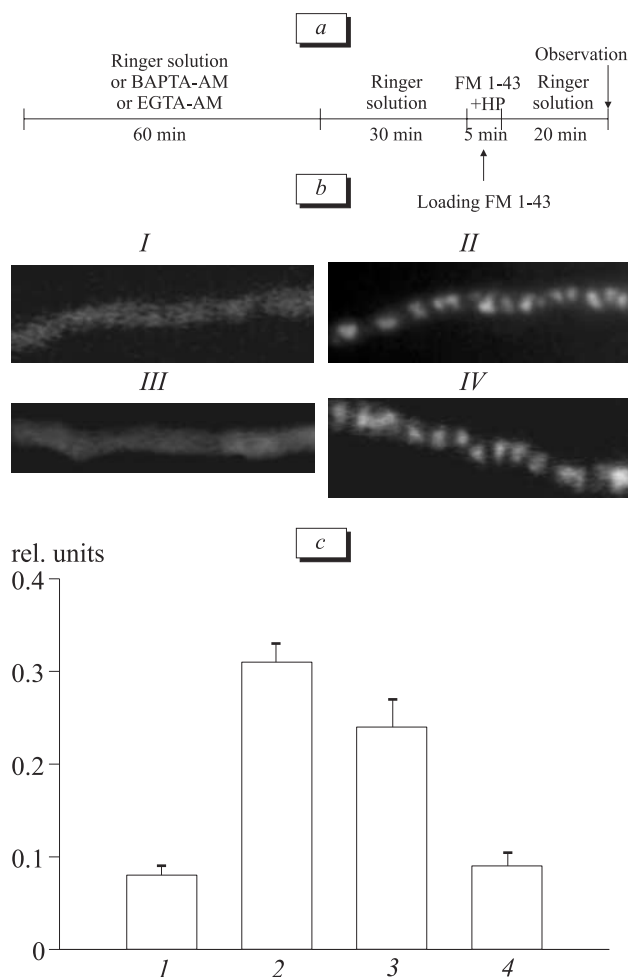 a
Observation
Ringer solution
or BAPTA-AM
or EGTA-AM
Ringer
solution
FM 1-43
+HP
Ringer
solution
60 min
30 min
5 min
20 min
Loading FM 1-43
b
I
II
III
IV
c
rel. units
0.4
0.3
0.2
0.1
0
1
2
3
4